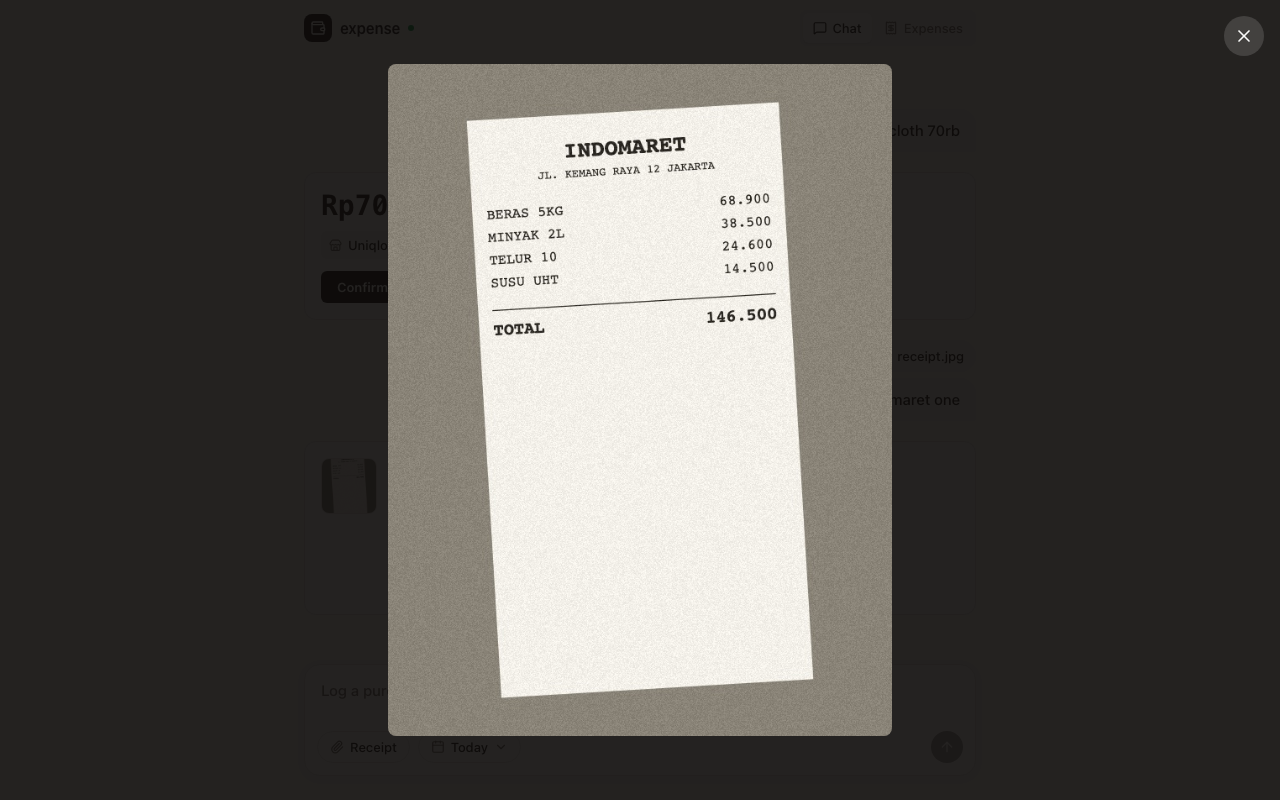 expense
Chat
Expenses
cloth 70rb
Rp70
Uniqlo
Confirm
receipt.jpg
maret one
INDOMARET
JL. KEMANG RAYA 12 JAKARTA
BERAS 5KG 68.900
MINYAK 2L 38.500
TELUR 10 24.600
SUSU UHT 14.500
TOTAL 146.500
Log a pur
Receipt
Today